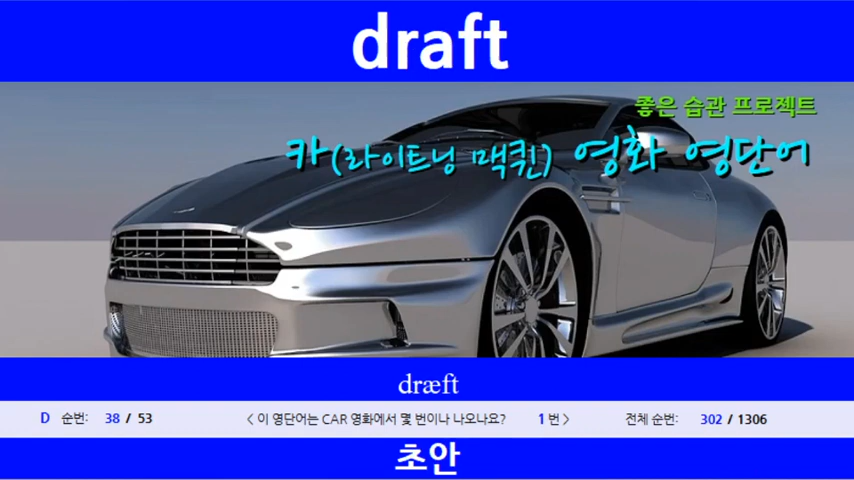 draft
좋은 습관 프로젝트
카(라이트닝 맥퀸) 영화 영단어
dræft
D 순번: 38 / 53 < 이 영단어는 CAR 영화에서 몇 번이나 나오나요? 1 번 > 전체 순번: 302 / 1306
초안